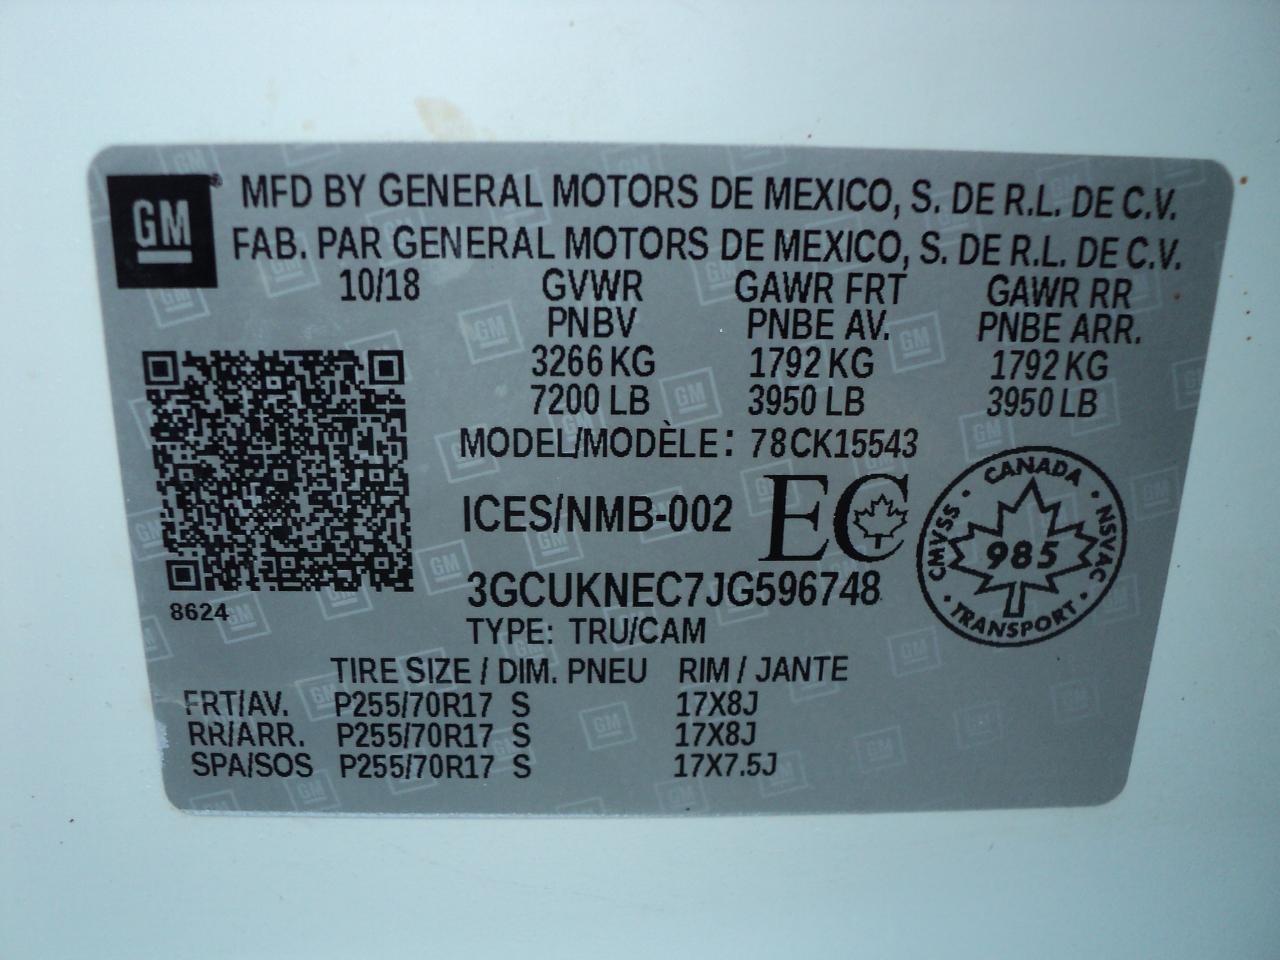 GM® MFD BY GENERAL MOTORS DE MEXICO, S. DE R.L. DE C.V.
FAB. PAR GENERAL MOTORS DE MEXICO, S. DE R.L. DE C.V.
10/18 GVWR GAWR FRT GAWR RR
PNBV PNBE AV. PNBE ARR.
3266 KG 1792 KG 1792 KG
7200 LB 3950 LB 3950 LB
MODEL/MODÈLE: 78CK15543
ICES/NMB-002 EC
CANADA
CMVSS 985 NSVAC
TRANSPORT
3GCUKNEC7JG596748
8624
TYPE: TRU/CAM
TIRE SIZE / DIM. PNEU RIM / JANTE
FRT/AV. P255/70R17 S 17X8J
RR/ARR. P255/70R17 S 17X8J
SPA/SOS P255/70R17 S 17X7.5J